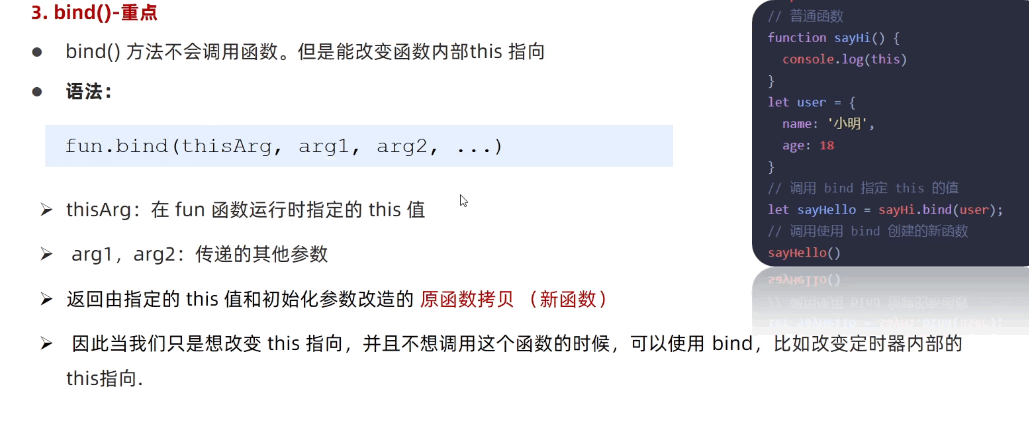 3. bind()-重点
● bind() 方法不会调用函数。但是能改变函数内部this 指向
● 语法：
fun.bind(thisArg, arg1, arg2, ...)
➢ thisArg：在 fun 函数运行时指定的 this 值
➢ arg1，arg2：传递的其他参数
➢ 返回由指定的 this 值和初始化参数改造的 原函数拷贝 （新函数）
➢ 因此当我们只是想改变 this 指向，并且不想调用这个函数的时候，可以使用 bind，比如改变定时器内部的
this指向.
// 普通函数
function sayHi() {
console.log(this)
}
let user = {
name: '小明',
age: 18
}
// 调用 bind 指定 this 的值
let sayHello = sayHi.bind(user);
// 调用使用 bind 创建的新函数
sayHello()